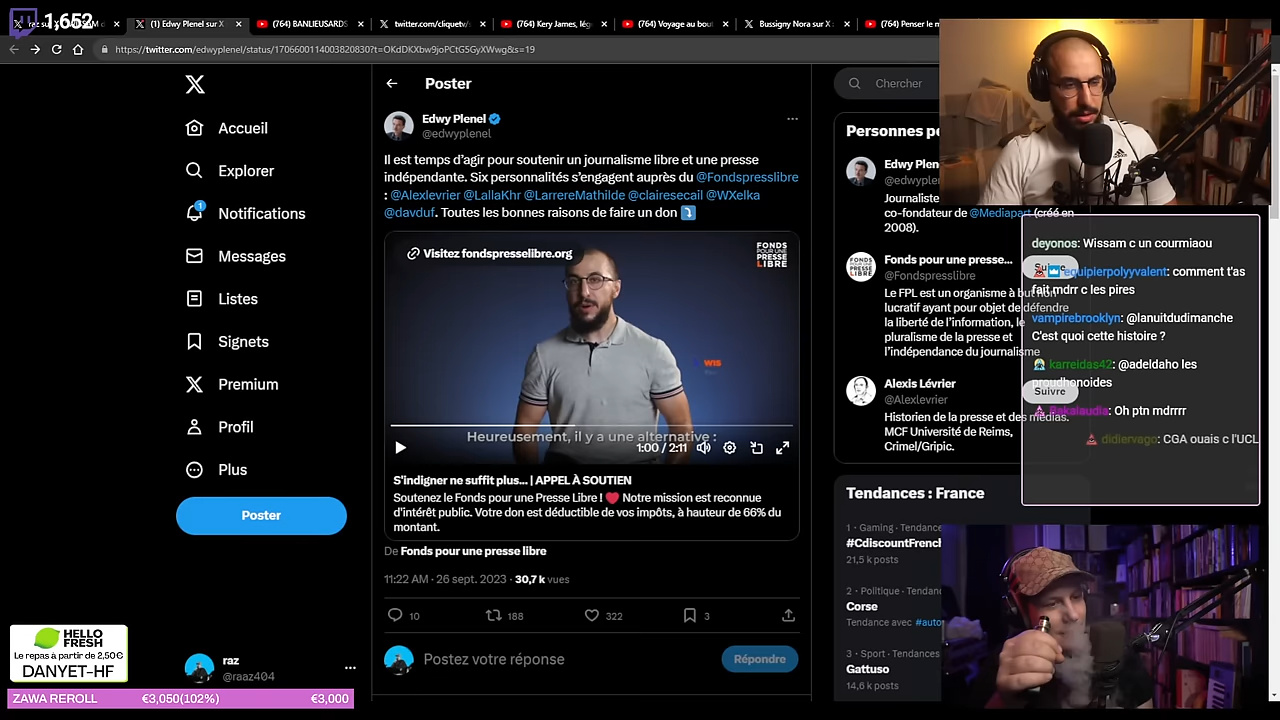 1,652
(1) Edwy Plenel sur X
(764) BANLIEUSARDS
twitter.com/cliquetv/s
(764) Kery James, lég
(764) Voyage au bout
Bussigny Nora sur X
(764) Penser le m
https://twitter.com/edwyplenel/status/1706600114003820830?t=OKdDKXbw9joPCtG5GyXWwg&s=19
Accueil
Explorer
1
Notifications
Messages
Listes
Signets
Premium
Profil
Plus
Poster
raz
@raaz404
HELLO
FRESH
Le repas à partir de 2,50€
DANYET-HF
ZAWA REROLL €3,050(102%) €3,000
Poster
Edwy Plenel
@edwyplenel
Il est temps d’agir pour soutenir un journalisme libre et une presse
indépendante. Six personnalités s’engagent auprès du @Fondspresslibre
: @Alexlevrier @LallaKhr @LarrereMathilde @clairesecail @WXelka
@davduf. Toutes les bonnes raisons de faire un don
Visitez fondspresselibre.org
FONDS
POUR UNE
PRESSE
LIBRE
WIS
Heureusement, il y a une alternative :
1:00 / 2:11
S'indigner ne suffit plus... | APPEL À SOUTIEN
Soutenez le Fonds pour une Presse Libre ! ❤️ Notre mission est reconnue
d'intérêt public. Votre don est déductible de vos impôts, à hauteur de 66% du
montant.
De Fonds pour une presse libre
11:22 AM · 26 sept. 2023 · 30,7 k vues
10 188 322 3
Postez votre réponse
Répondre
Chercher
Personnes pe
Edwy Plen
@edwyplen
Journaliste
co-fondateur de @Mediapart (créé en
2008).
Fonds pour une presse...
@Fondspresslibre
Suivre
Le FPL est un organisme à but non
lucratif ayant pour objet de défendre
la liberté de l’information, le
pluralisme de la presse et
l’indépendance du journalisme
Alexis Lévrier
@Alexlevrier
Suivre
Historien de la presse et des médias.
MCF Université de Reims,
Crimel/Gripic.
Tendances : France
1 · Gaming · Tendance
#CdiscountFrench
21,5 k posts
2 · Politique · Tendanc
Corse
Tendance avec #auto
3 · Sport · Tendances
Gattuso
14,6 k posts
deyonos: Wissam c un courmiaou
equipierpolyyvalent: comment t'as
fait mdrr c les pires
vampirebrooklyn: @lanuitdudimanche
C'est quoi cette histoire ?
karreidas42: @adeldaho les
proudhonoides
Bakalaudia: Oh ptn mdrrr
didiervago: CGA ouais c l'UCL